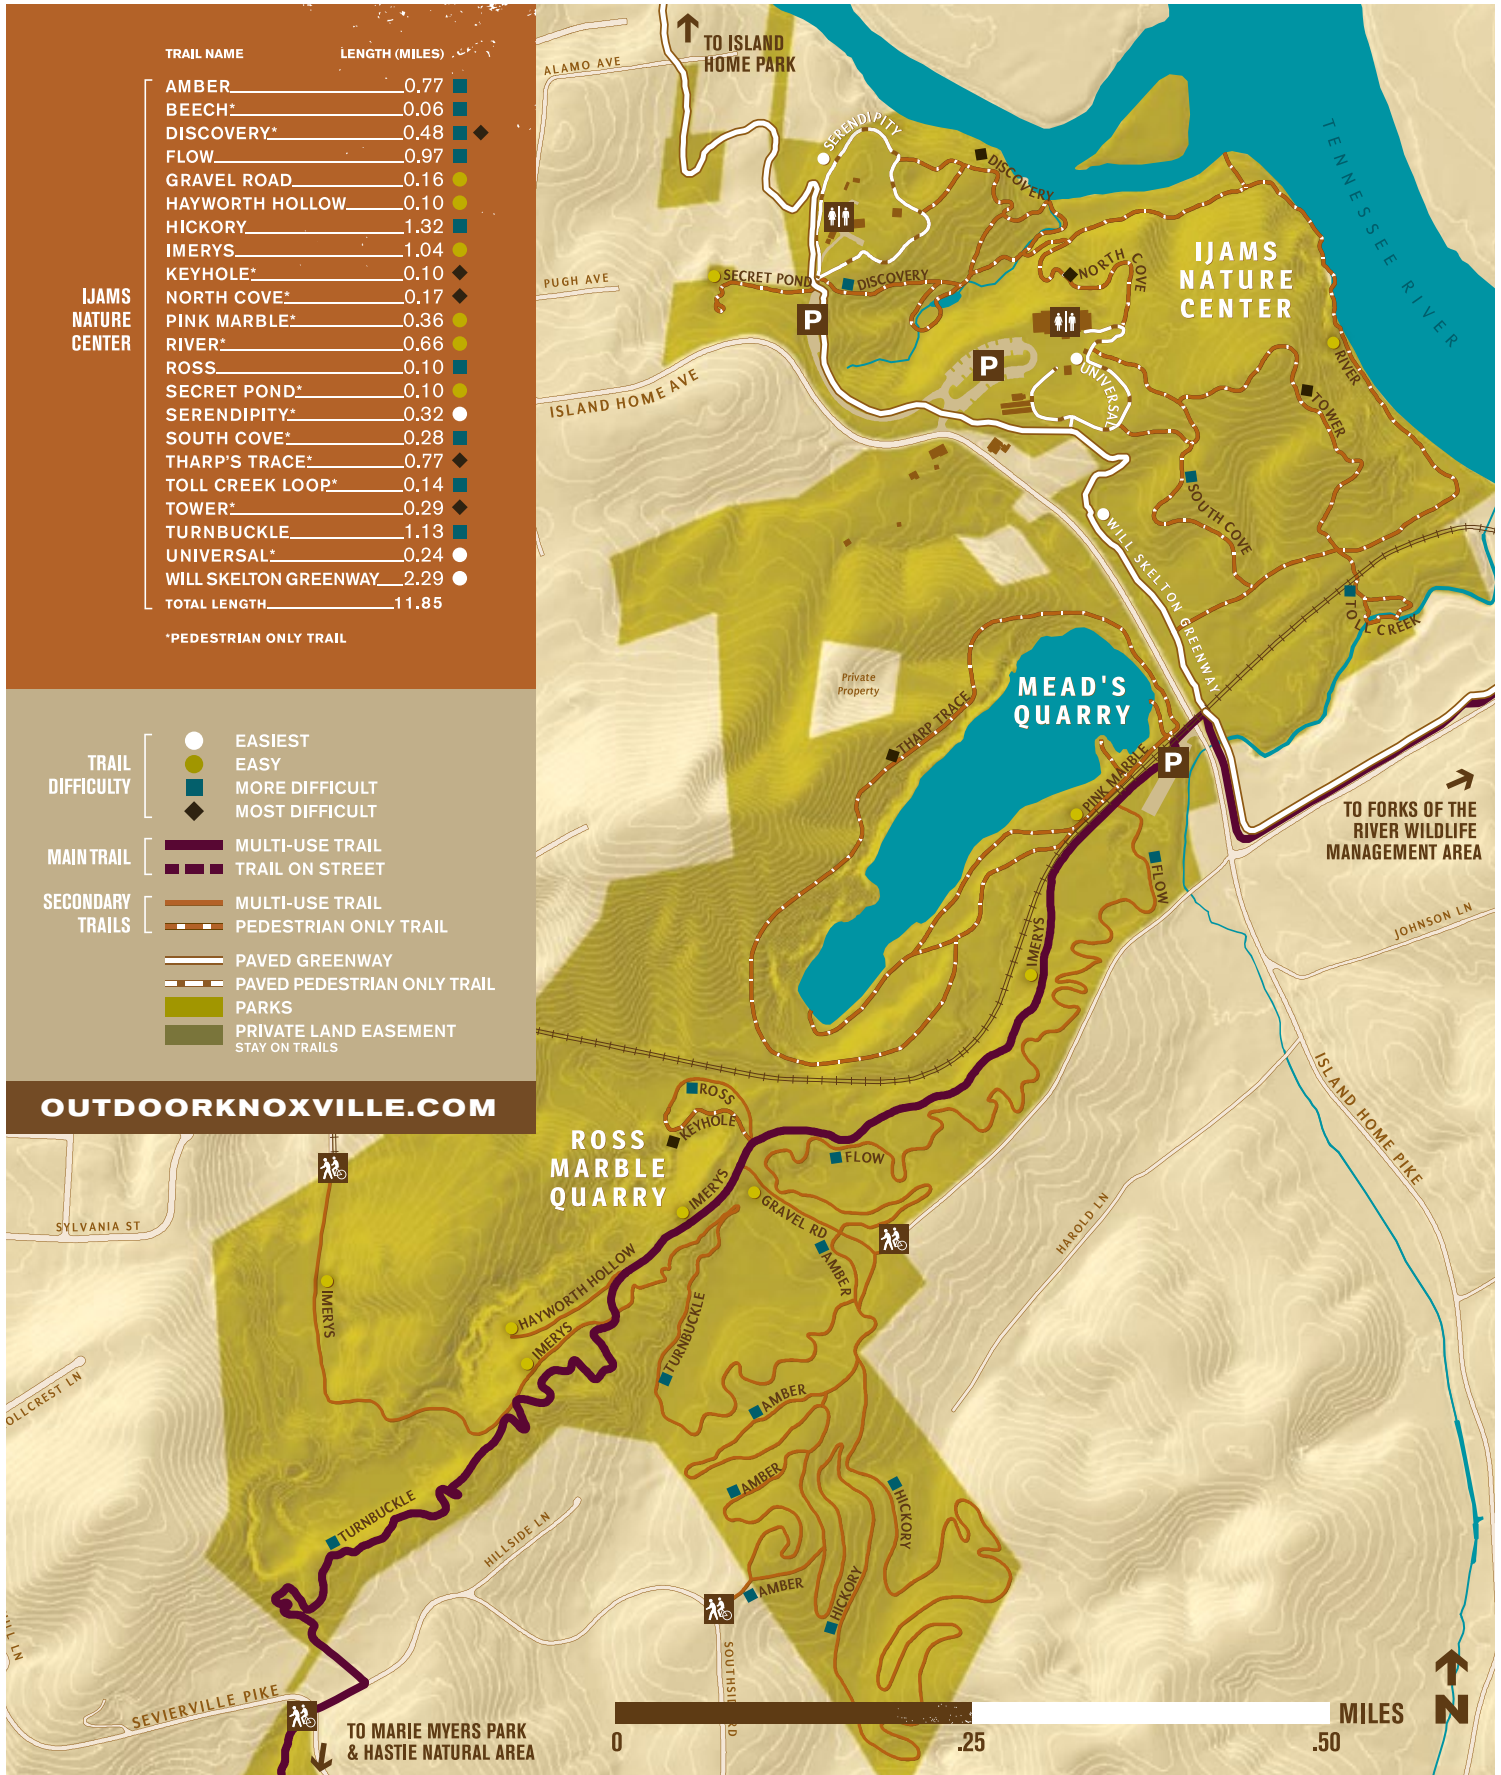 TRAIL NAME LENGTH (MILES)
AMBER 0.77
BEECH* 0.06
DISCOVERY* 0.48
FLOW 0.97
GRAVEL ROAD 0.16
HAYWORTH HOLLOW 0.10
HICKORY 1.32
IMERYS 1.04
KEYHOLE* 0.10
NORTH COVE* 0.17
PINK MARBLE* 0.36
RIVER* 0.66
ROSS 0.10
SECRET POND* 0.10
SERENDIPITY* 0.32
SOUTH COVE* 0.28
THARP'S TRACE* 0.77
TOLL CREEK LOOP* 0.14
TOWER* 0.29
TURNBUCKLE 1.13
UNIVERSAL* 0.24
WILL SKELTON GREENWAY 2.29
TOTAL LENGTH 11.85
*PEDESTRIAN ONLY TRAIL
IJAMS
NATURE
CENTER
TRAIL
DIFFICULTY
EASIEST
EASY
MORE DIFFICULT
MOST DIFFICULT
MAIN TRAIL
MULTI-USE TRAIL
TRAIL ON STREET
SECONDARY
TRAILS
MULTI-USE TRAIL
PEDESTRIAN ONLY TRAIL
PAVED GREENWAY
PAVED PEDESTRIAN ONLY TRAIL
PARKS
PRIVATE LAND EASEMENT
STAY ON TRAILS
OUTDOORKNOXVILLE.COM
TO ISLAND
HOME PARK
ALAMO AVE
SERENDIPITY
DISCOVERY
TENNESSEE RIVER
PUGH AVE
SECRET POND
DISCOVERY
NORTH COVE
IJAMS
NATURE
CENTER
P
P
UNIVERSAL
RIVER
TOWER
ISLAND HOME AVE
SOUTH COVE
WILL SKELTON GREENWAY
TOLL CREEK
Private
Property
MEAD'S
QUARRY
THARP TRACE
PINK MARBLE
P
TO FORKS OF THE
RIVER WILDLIFE
MANAGEMENT AREA
FLOW
JOHNSON LN
IMERYS
ISLAND HOME PIKE
ROSS
KEYHOLE
ROSS
MARBLE
QUARRY
FLOW
IMERYS
GRAVEL RD
HAROLD LN
SYLVANIA ST
AMBER
HAYWORTH HOLLOW
IMERYS
IMERYS
TURNBUCKLE
OLLCREST LN
AMBER
AMBER
HICKORY
TURNBUCKLE
HILLSIDE LN
AMBER
HICKORY
LL LN
SEVIERVILLE PIKE
TO MARIE MYERS PARK
& HASTIE NATURAL AREA
0 .25 .50
MILES
N